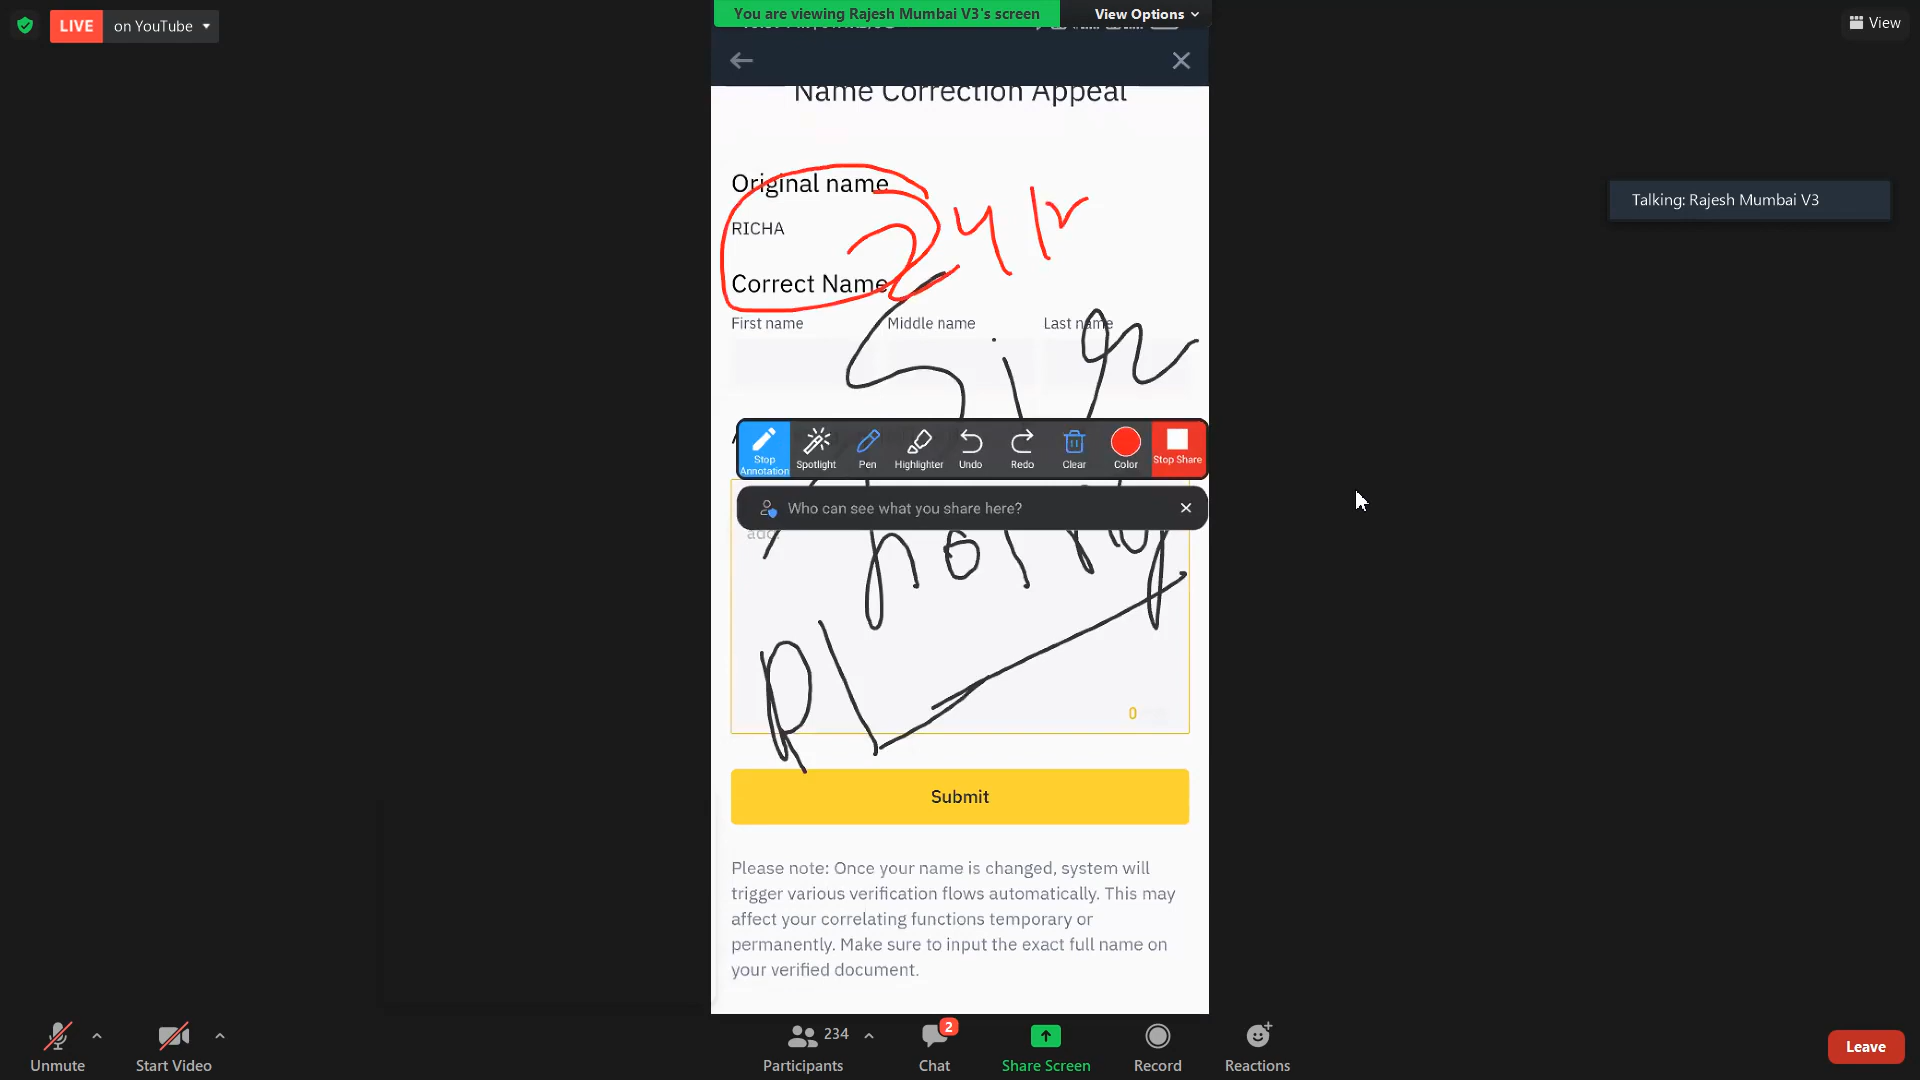 LIVE on YouTube
You are viewing Rajesh Mumbai V3's screen
View Options
View
Name Correction Appeal
Talking: Rajesh Mumbai V3
Original name
RICHA
24 hr
Correct Name
First name Middle name Last name
Stop Annotation
Spotlight
Pen
Highlighter
Undo
Redo
Clear
Color
Stop Share
Who can see what you share here?
0
Submit
Please note: Once your name is changed, system will
trigger various verification flows automatically. This may
affect your correlating functions temporary or
permanently. Make sure to input the exact full name on
your verified document.
Unmute
Start Video
234
Participants
2
Chat
Share Screen
Record
Reactions
Leave